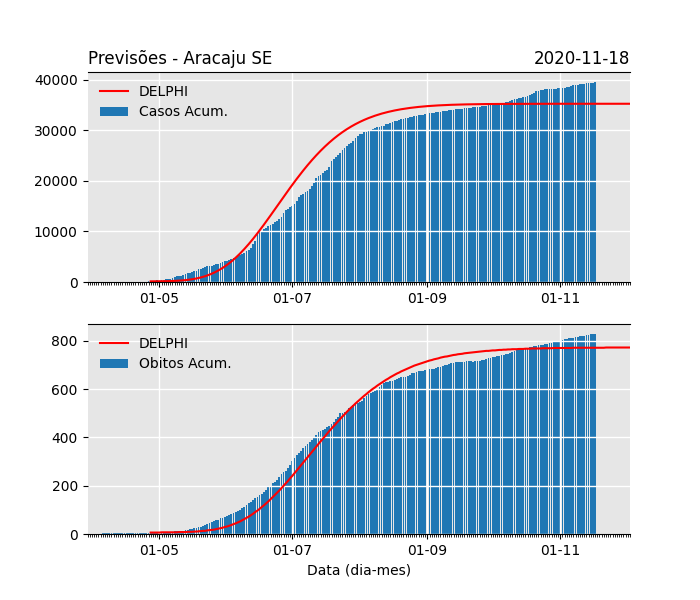 Previsões - Aracaju SE 2020-11-18
40000
DELPHI
Casos Acum.
30000
20000
10000
0
01-05 01-07 01-09 01-11
800
DELPHI
Obitos Acum.
600
400
200
0
01-05 01-07 01-09 01-11
Data (dia-mes)